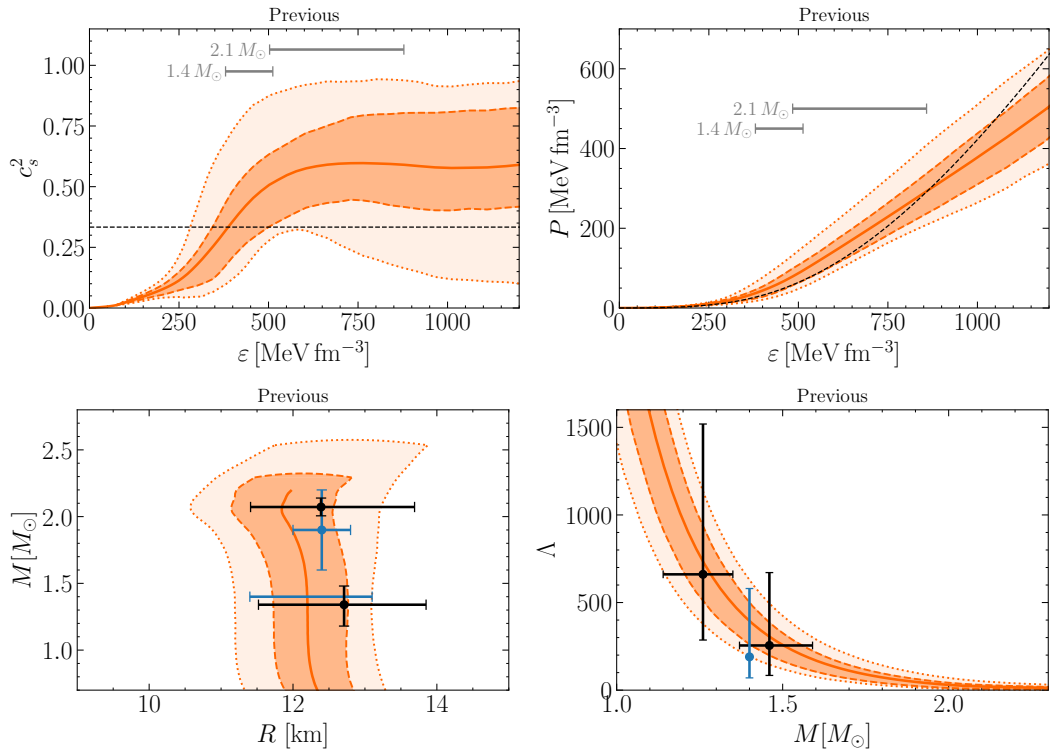 Previous
2.1 M⊙
1.4 M⊙
1.00
0.75
0.50
0.25
0.00
c_s^2
0 250 500 750 1000
ε [MeV fm⁻³]
Previous
2.1 M⊙
1.4 M⊙
600
400
200
0
P [MeV fm⁻³]
0 250 500 750 1000
ε [MeV fm⁻³]
Previous
2.5
2.0
1.5
1.0
M[M⊙]
10 12 14
R [km]
Previous
1500
1000
500
0
Λ
1.0 1.5 2.0
M[M⊙]